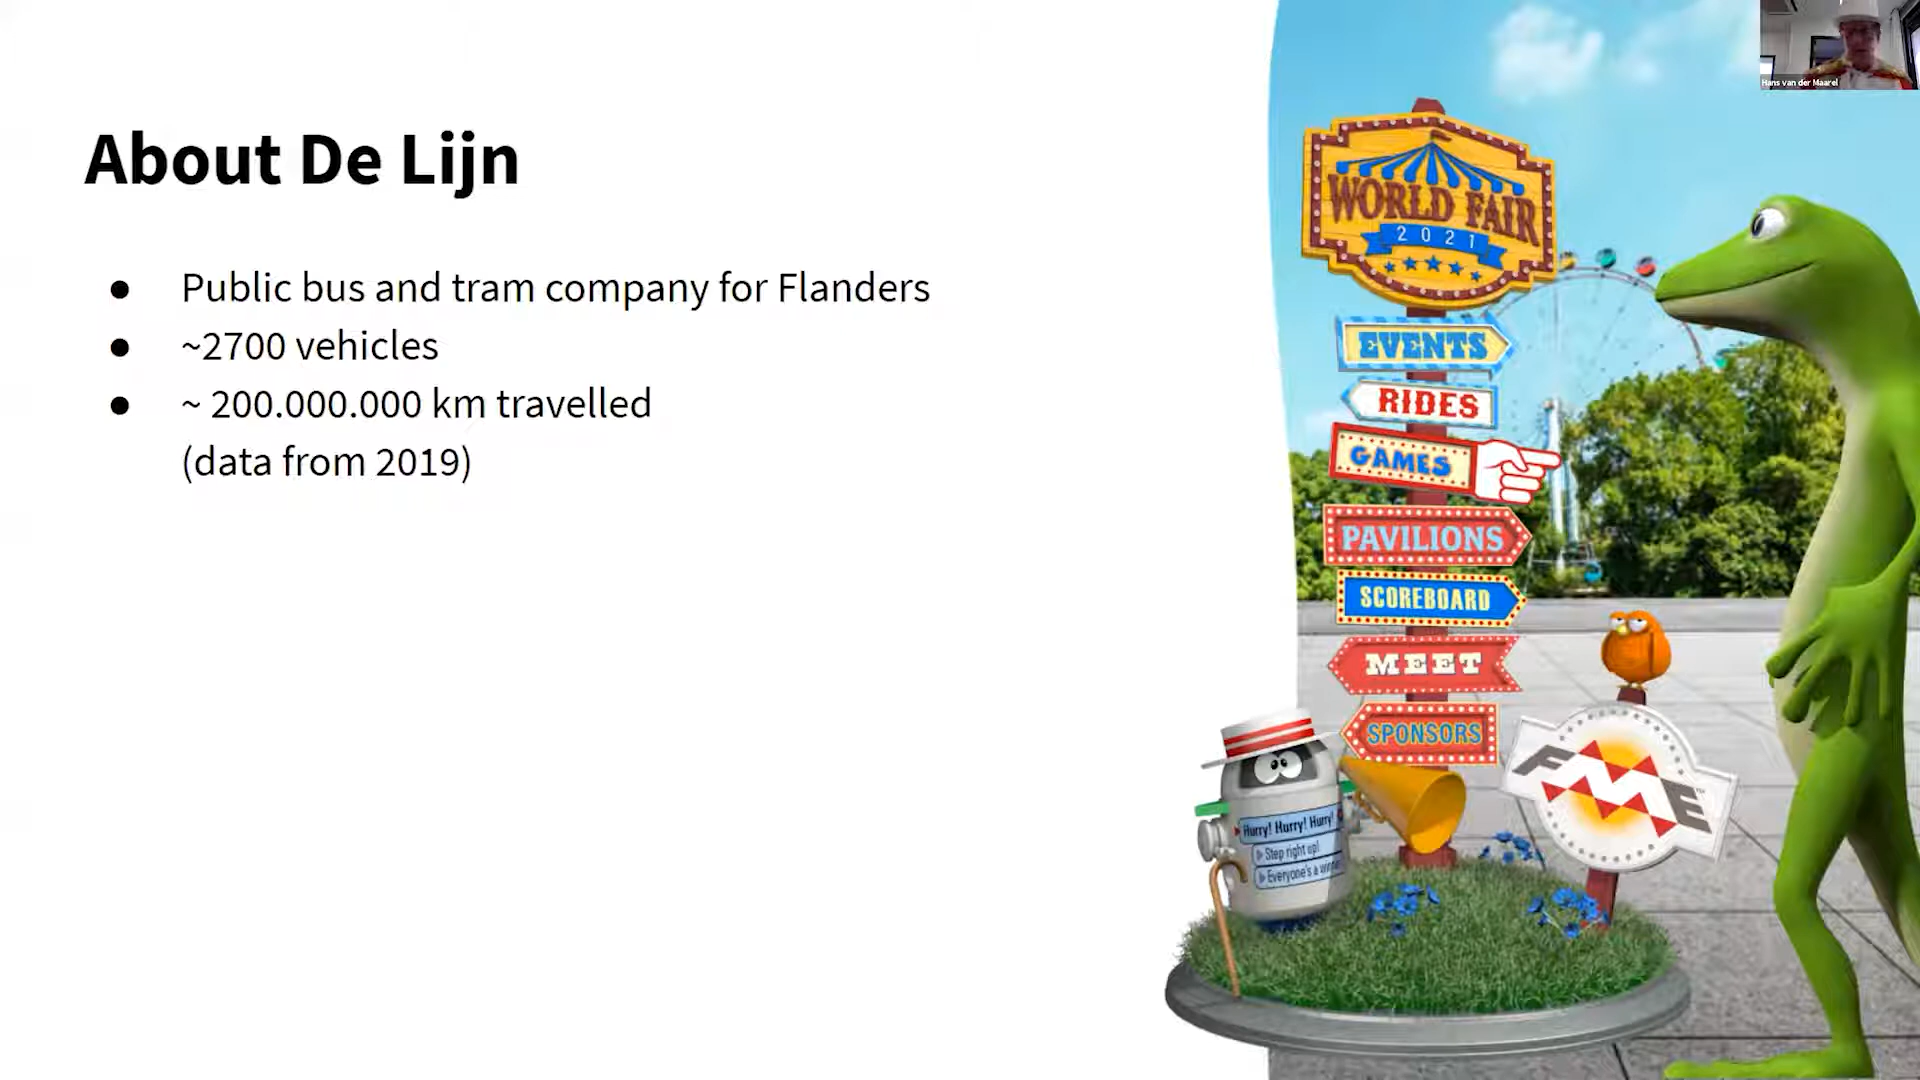 About De Lijn
● Public bus and tram company for Flanders
● ~2700 vehicles
● ~ 200.000.000 km travelled
(data from 2019)
Hans van der Maarel
WORLD FAIR
2021
EVENTS
RIDES
GAMES
PAVILIONS
SCOREBOARD
MEET
SPONSORS
FME
Hurry! Hurry! Hurry!
Step right up!
Everyone's a